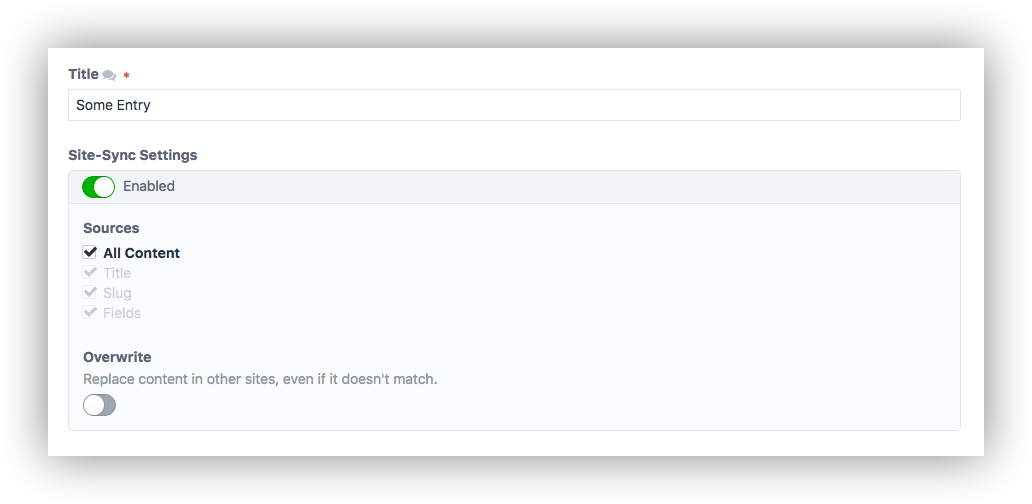 Title *
Some Entry
Site-Sync Settings
Enabled
Sources
All Content
Title
Slug
Fields
Overwrite
Replace content in other sites, even if it doesn't match.